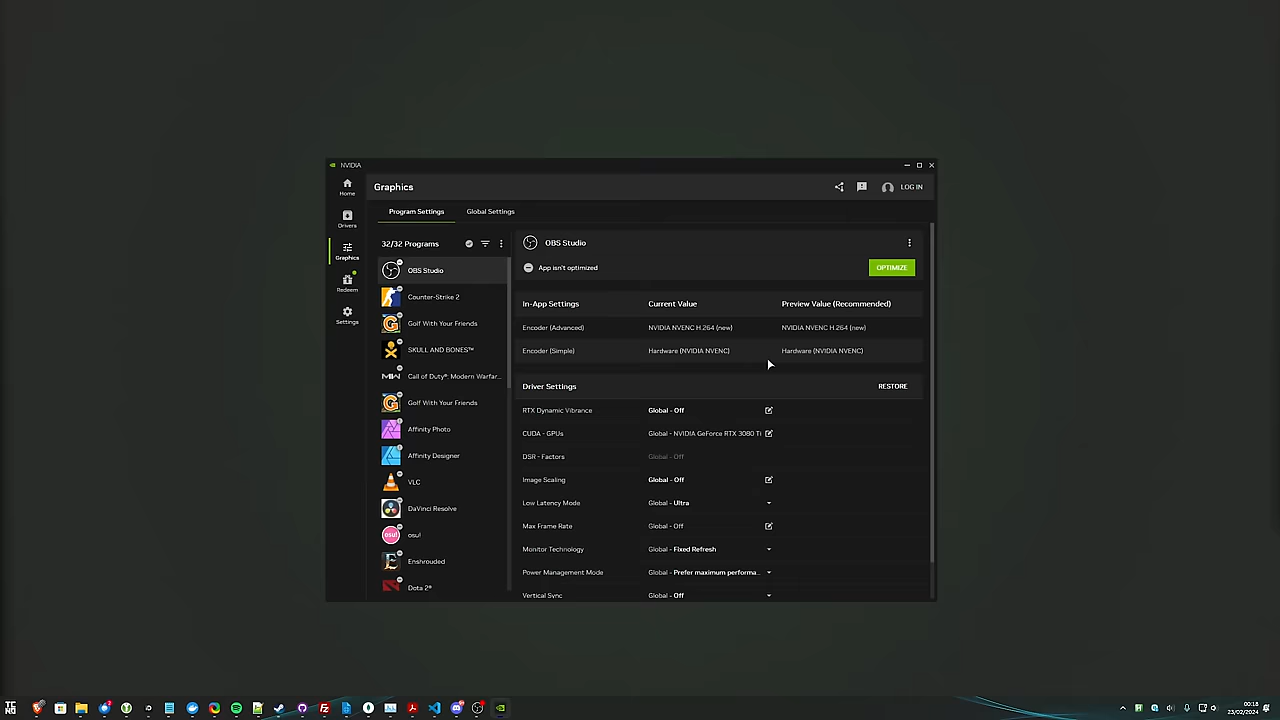 NVIDIA
Graphics
LOG IN
Home
Drivers
Graphics
Redeem
Settings
Program Settings
Global Settings
32/32 Programs
OBS Studio
Counter-Strike 2
Golf With Your Friends
SKULL AND BONES™
Call of Duty®: Modern Warfar...
Golf With Your Friends
Affinity Photo
Affinity Designer
VLC
DaVinci Resolve
osu!
Enshrouded
Dota 2®
OBS Studio
App isn't optimized
OPTIMIZE
In-App Settings Current Value Preview Value (Recommended)
Encoder (Advanced) NVIDIA NVENC H.264 (new) NVIDIA NVENC H.264 (new)
Encoder (Simple) Hardware (NVIDIA NVENC) Hardware (NVIDIA NVENC)
Driver Settings RESTORE
RTX Dynamic Vibrance Global - Off
CUDA - GPUs Global - NVIDIA GeForce RTX 3080 Ti
DSR - Factors Global - Off
Image Scaling Global - Off
Low Latency Mode Global - Ultra
Max Frame Rate Global - Off
Monitor Technology Global - Fixed Refresh
Power Management Mode Global - Prefer maximum performa...
Vertical Sync Global - Off
00:18
23/02/2024